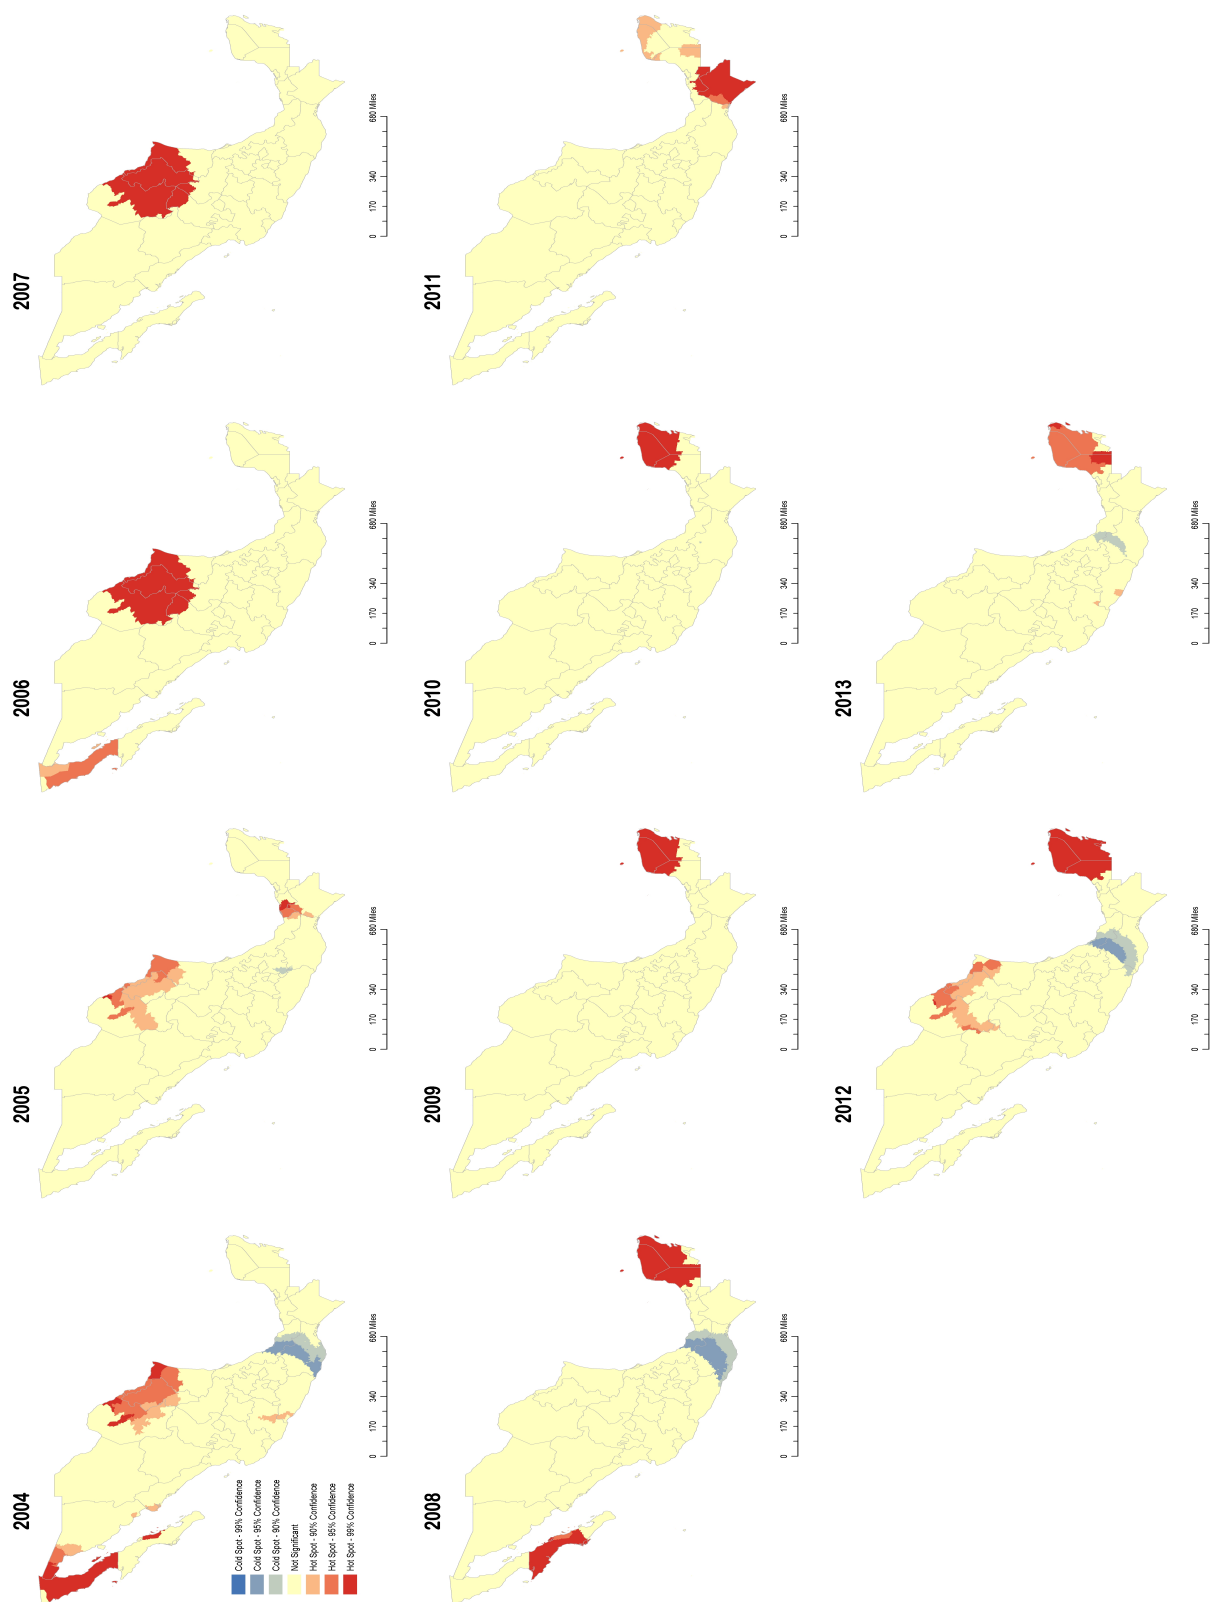 2004
2005
2006
2007
Cold Spot - 99% Confidence
Cold Spot - 95% Confidence
Cold Spot - 90% Confidence
Not Significant
Hot Spot - 90% Confidence
Hot Spot - 95% Confidence
Hot Spot - 99% Confidence
0 170 340 680 Miles
0 170 340 680 Miles
0 170 340 680 Miles
0 170 340 680 Miles
2008
2009
2010
2011
0 170 340 680 Miles
0 170 340 680 Miles
0 170 340 680 Miles
0 170 340 680 Miles
2012
2013
0 170 340 680 Miles
0 170 340 680 Miles